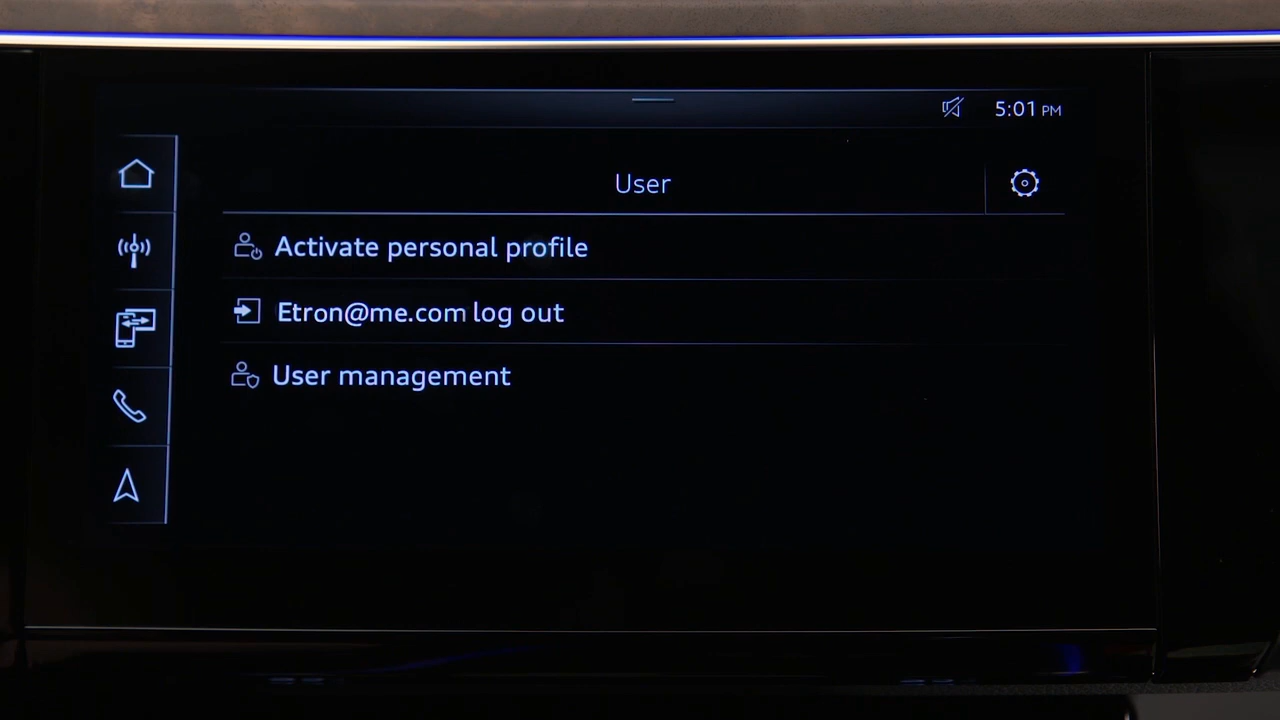 5:01 PM
User
Activate personal profile
Etron@me.com log out
User management